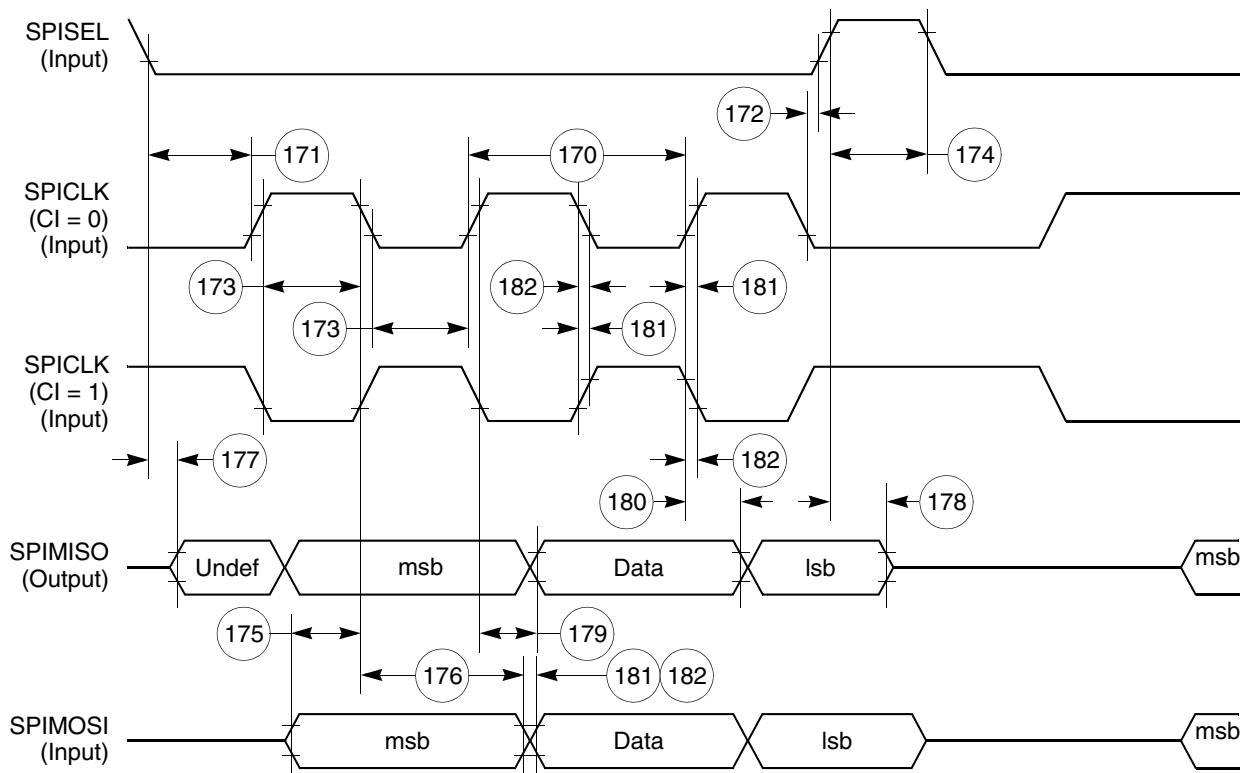 SPISEL
(Input)
172
171
170
174
SPICLK
(CI = 0)
(Input)
173
182
181
173
181
SPICLK
(CI = 1)
(Input)
177
182
180
178
SPIMISO
(Output)
Undef
msb
Data
lsb
msb
175
179
176
181
182
SPIMOSI
(Input)
msb
Data
lsb
msb